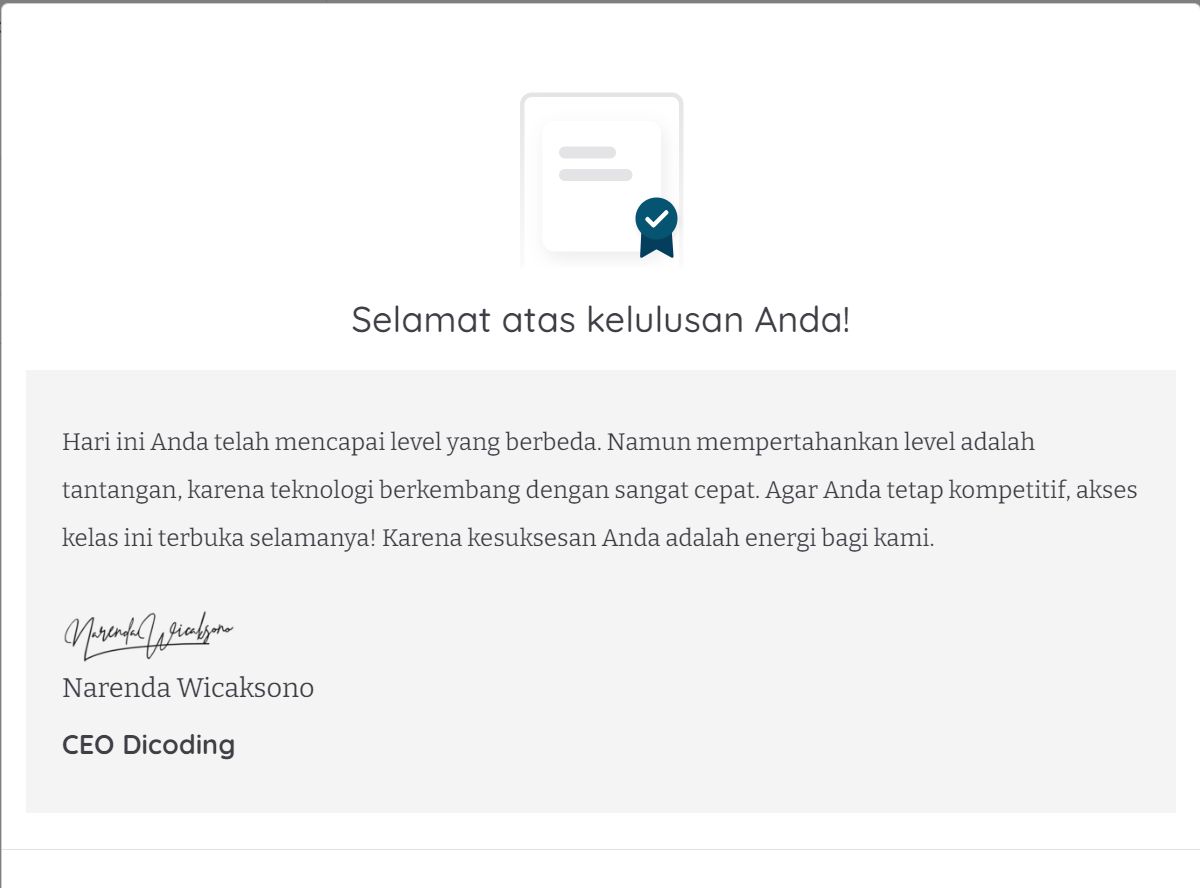 Selamat atas kelulusan Anda!
Hari ini Anda telah mencapai level yang berbeda. Namun mempertahankan level adalah
tantangan, karena teknologi berkembang dengan sangat cepat. Agar Anda tetap kompetitif, akses
kelas ini terbuka selamanya! Karena kesuksesan Anda adalah energi bagi kami.
Narenda Wicaksono
Narenda Wicaksono
CEO Dicoding